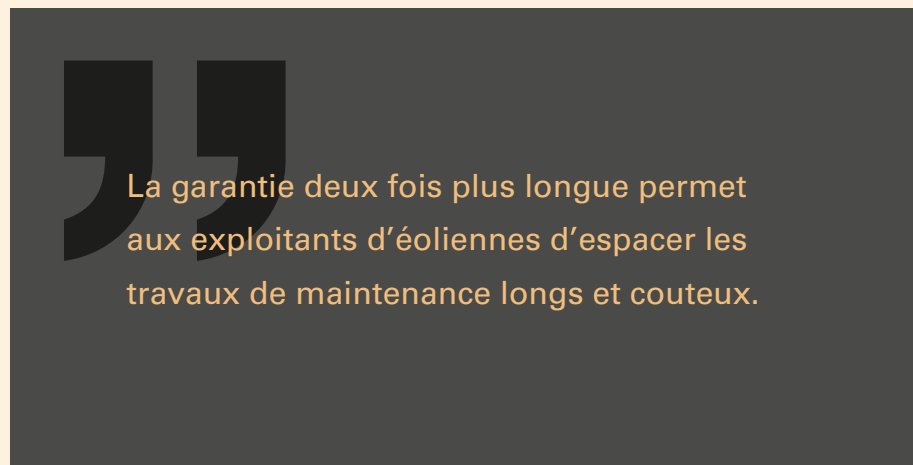 ”
La garantie deux fois plus longue permet
aux exploitants d’éoliennes d’espacer les
travaux de maintenance longs et couteux.